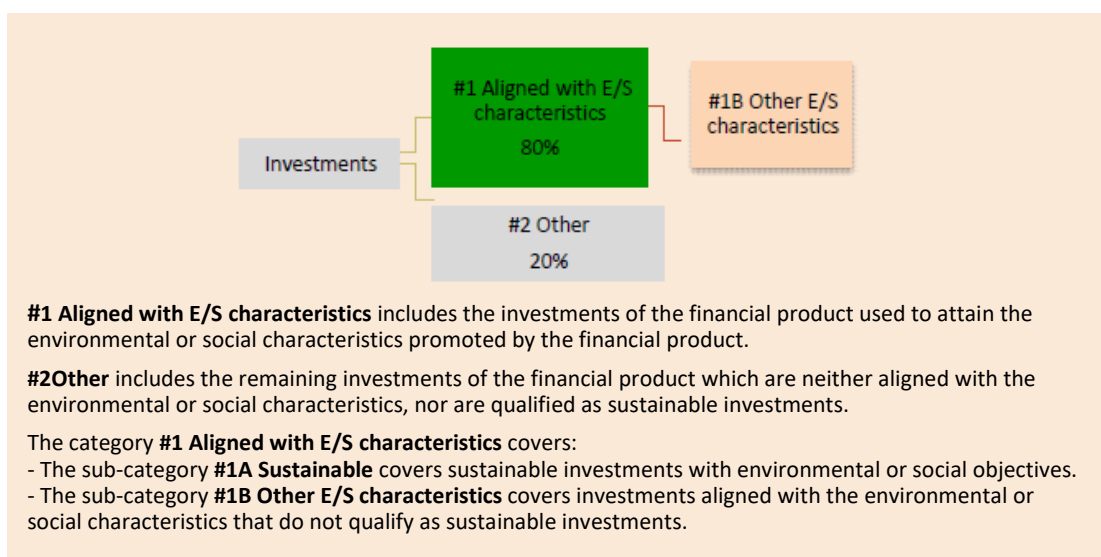 #1 Aligned with E/S
characteristics
80%
#1B Other E/S
characteristics
Investments
#2 Other
20%
#1 Aligned with E/S characteristics includes the investments of the financial product used to attain the
environmental or social characteristics promoted by the financial product.
#2Other includes the remaining investments of the financial product which are neither aligned with the
environmental or social characteristics, nor are qualified as sustainable investments.
The category #1 Aligned with E/S characteristics covers:
- The sub-category #1A Sustainable covers sustainable investments with environmental or social objectives.
- The sub-category #1B Other E/S characteristics covers investments aligned with the environmental or
social characteristics that do not qualify as sustainable investments.